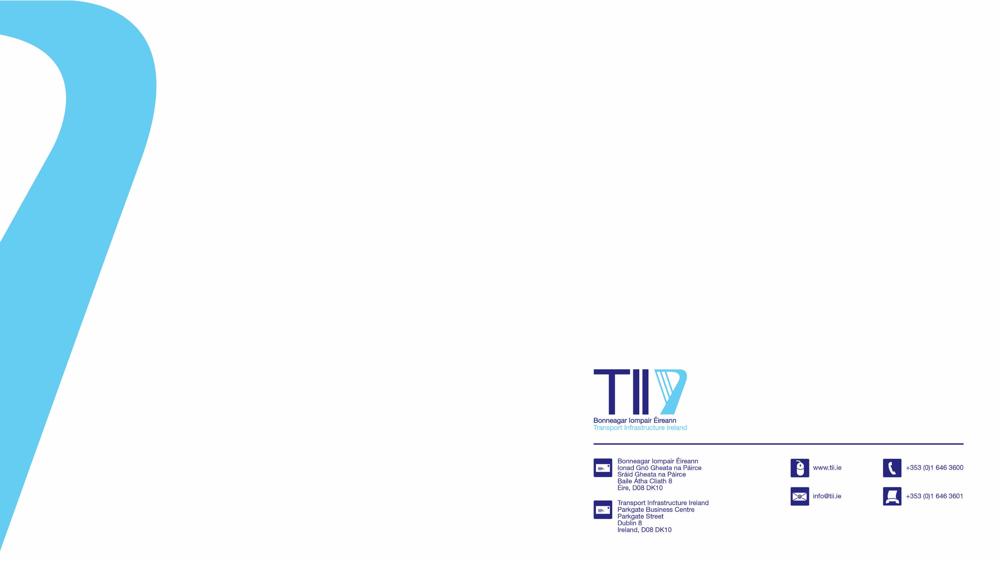 TII
Bonneagar Iompair Éireann
Transport Infrastructure Ireland
Bonneagar Iompair Éireann
Ionad Gnó Gheata na Páirce
Sráid Gheata na Páirce
Baile Átha Cliath 8
Éire, D08 DK10
Transport Infrastructure Ireland
Parkgate Business Centre
Parkgate Street
Dublin 8
Ireland, D08 DK10
www.tii.ie
@
info@tii.ie
+353 (0)1 646 3600
+353 (0)1 646 3601